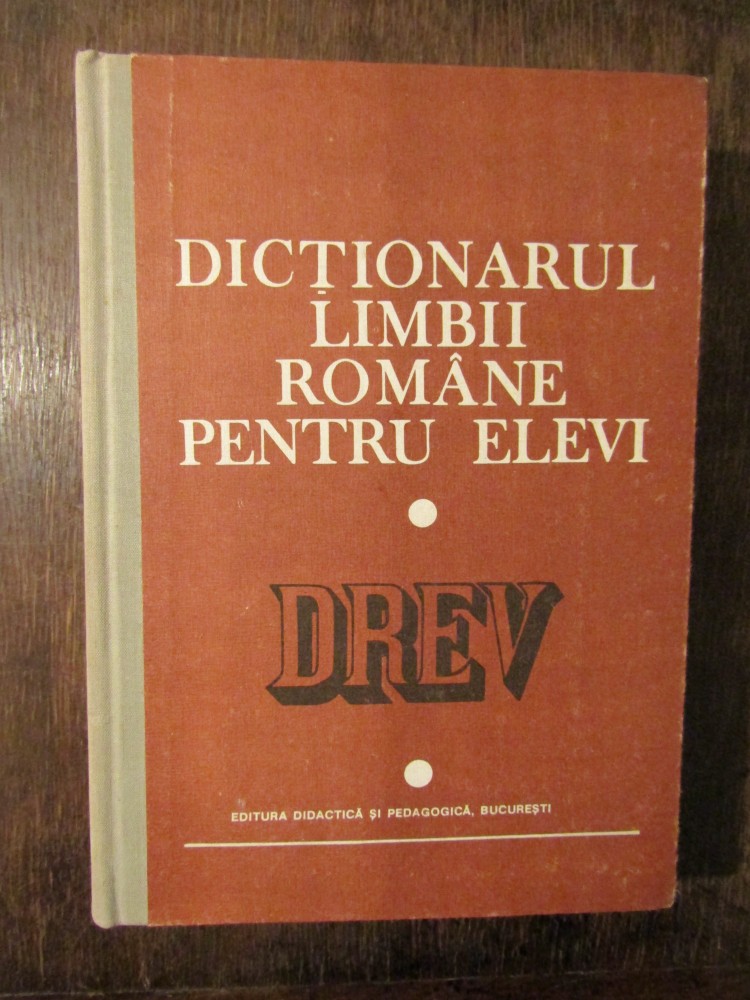 DICȚIONARUL
LIMBII
ROMÂNE
PENTRU ELEVI
DREV
EDITURA DIDACTICĂ ȘI PEDAGOGICĂ, BUCUREȘTI